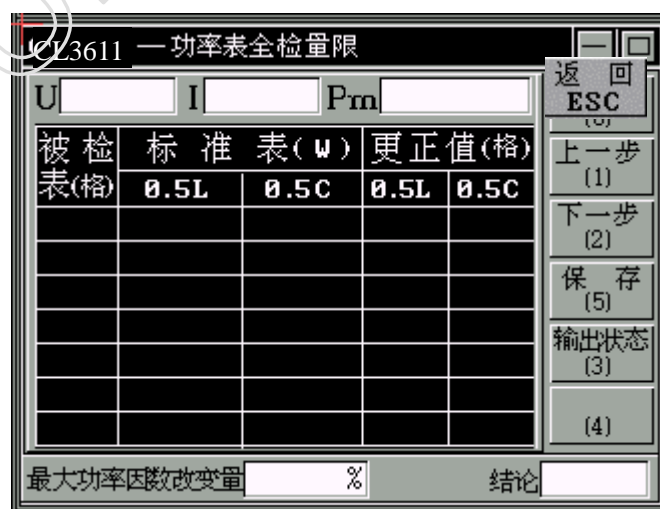 CL3611 —功率表全检量限
U I Pm
返 回
ESC
被 检
表(格)
标 准 表(W)
更正值(格)
0.5L 0.5C 0.5L 0.5C
上一步
(1)
下一步
(2)
保 存
(5)
输出状态
(3)
(4)
最大功率因数改变量 % 结论